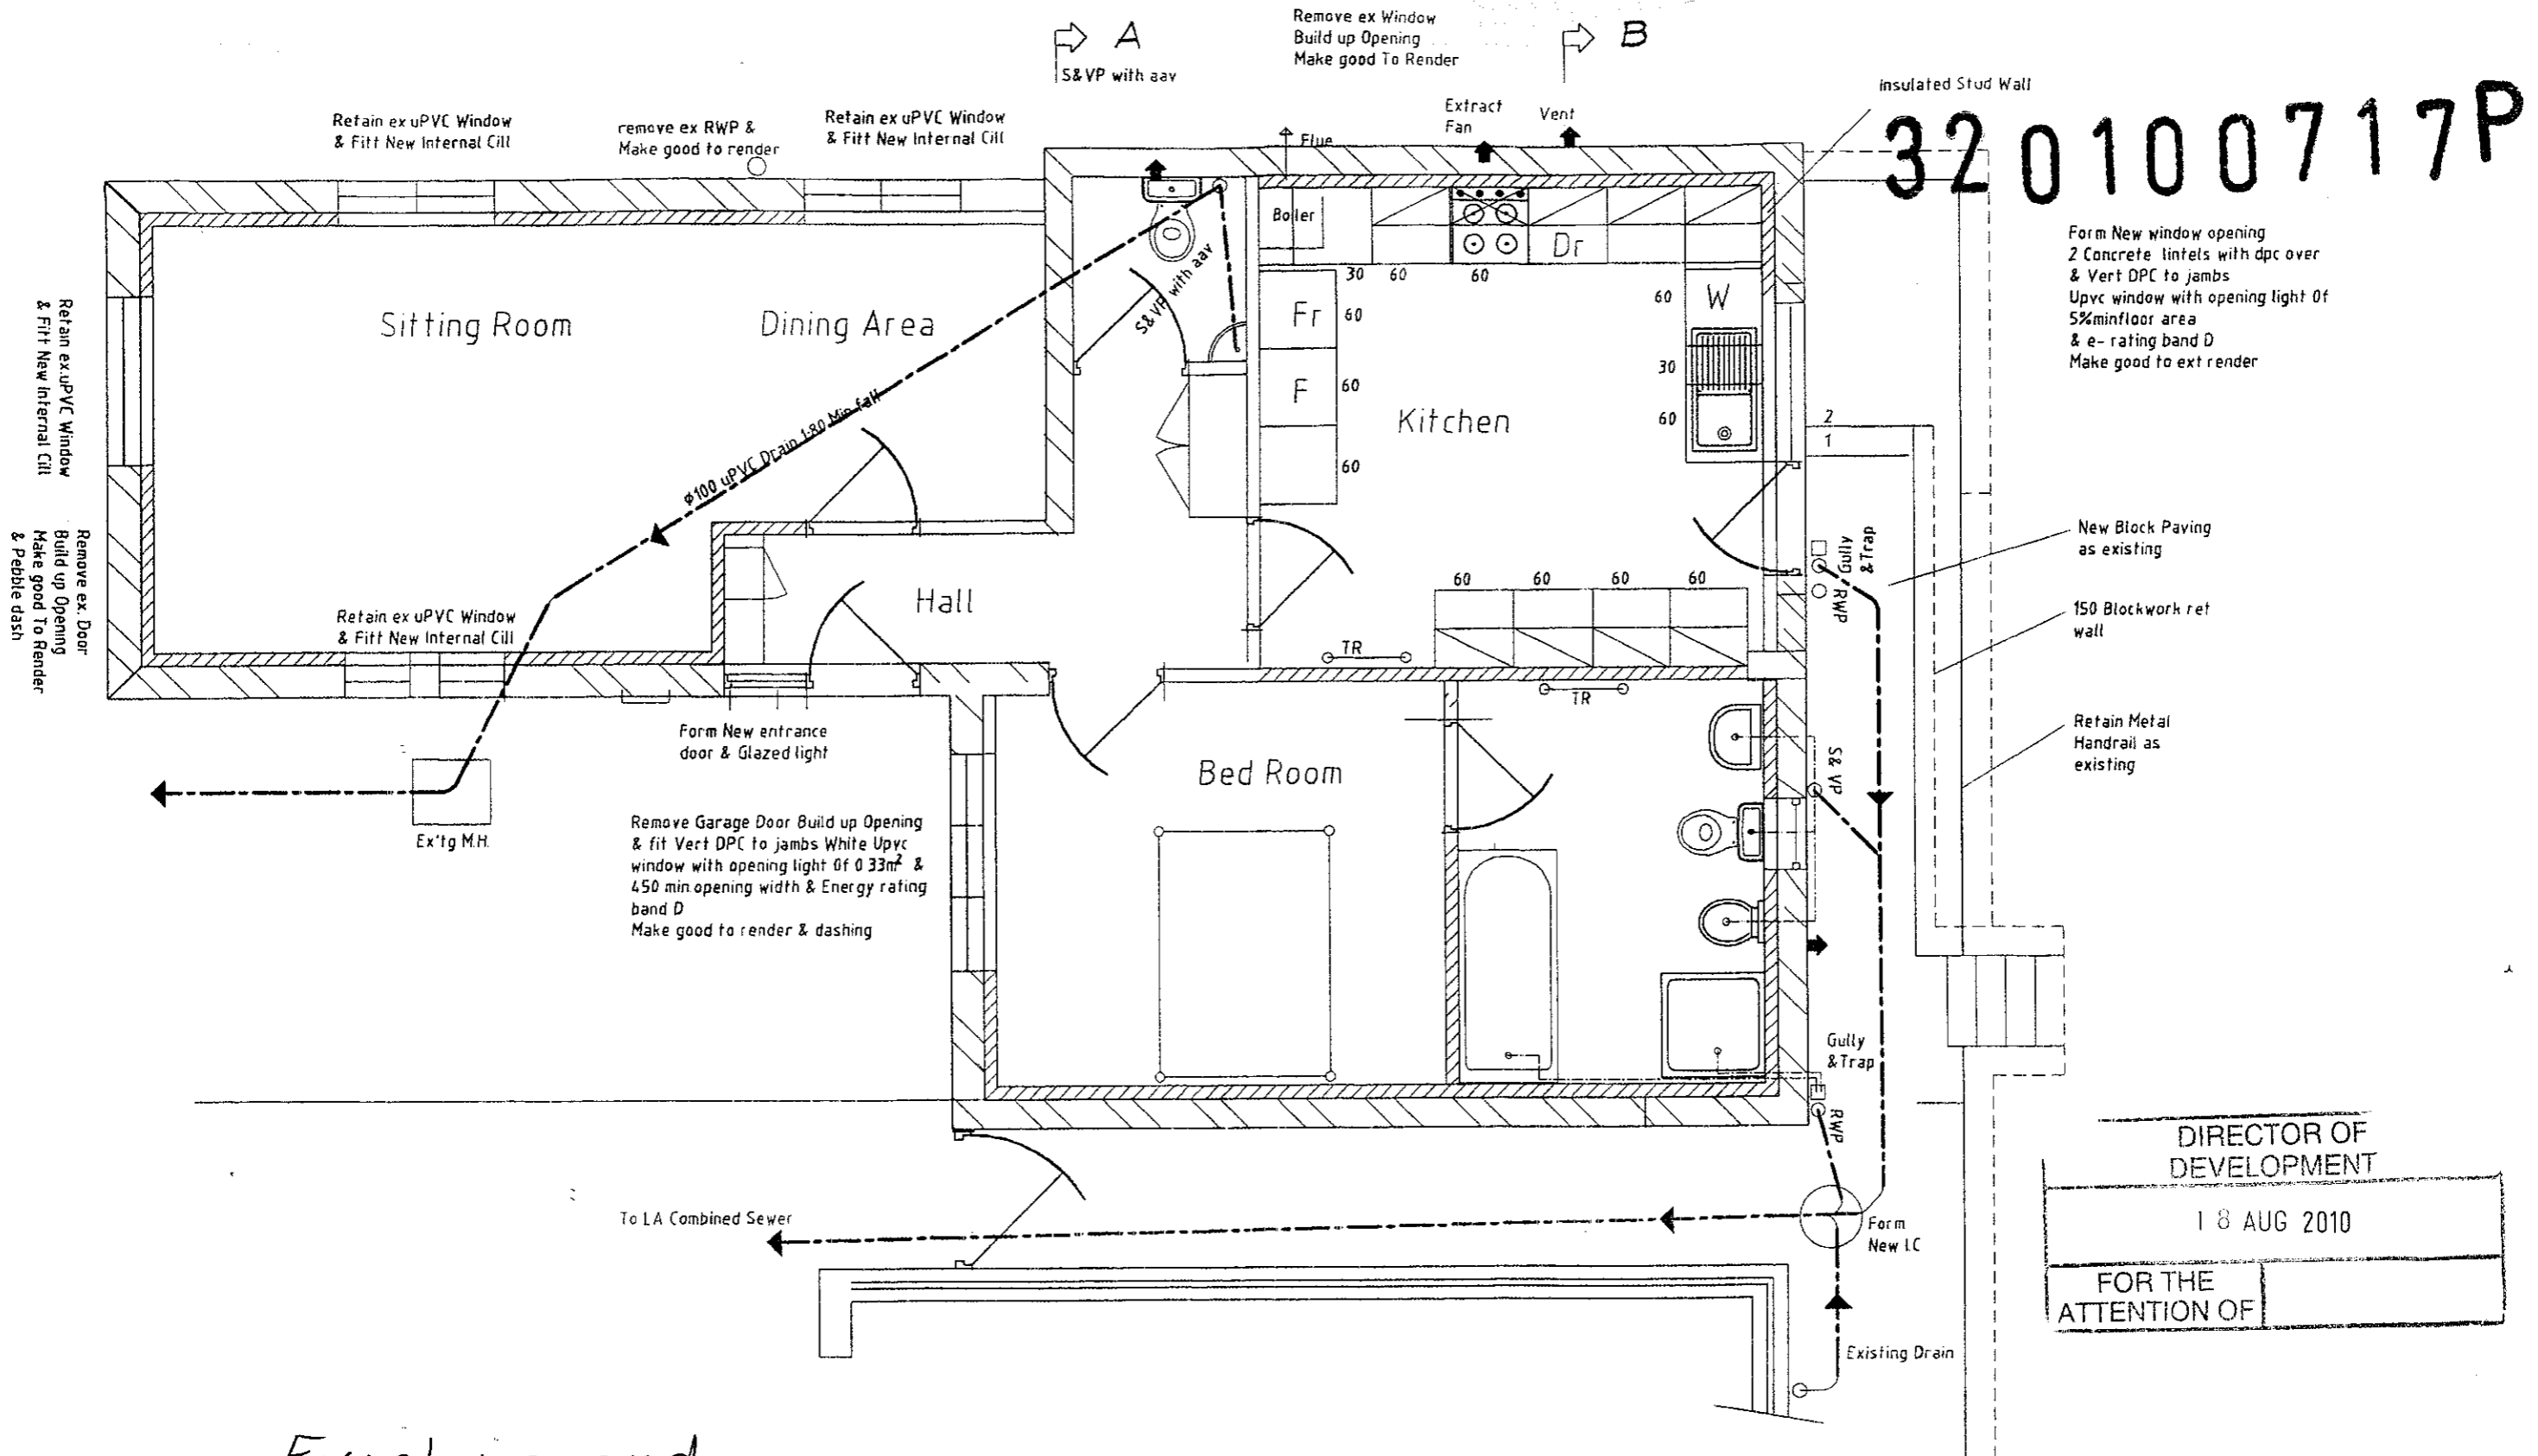 A
S&VP with aav
Remove ex Window
Build up Opening
Make good To Render
B
Insulated Stud Wall
320100717P
Retain ex uPVC Window
& Fitt New Internal Cill
remove ex RWP &
Make good to render
Retain ex uPVC Window
& Fitt New Internal Cill
Flue
Extract
Fan
Vent
Form New window opening
2 Concrete lintels with dpc over
& Vert DPC to jambs
Upvc window with opening light Of
5%minfloor area
& e- rating band D
Make good to ext render
Retain ex.uPVC Window
& Fitt New Internal Cill
Sitting Room
Dining Area
S&VP with aav
Boiler
Dr
30
60
60
Fr
60
F
60
60
60
W
30
60
Kitchen
2
1
Ø100 uPVC Drain 1-80 Min fall
Remove ex. Door
Build up Opening
Make good To Render
& Pebble dash
Retain ex uPVC Window
& Fitt New Internal Cill
Hall
60
60
60
60
TR
TR
Gully
&Trap
RWP
New Block Paving
as existing
150 Blockwork ret
wall
Retain Metal
Handrail as
existing
Form New entrance
door & Glazed light
Ex'tg M.H.
Remove Garage Door Build up Opening
& fit Vert DPC to jambs White Upvc
window with opening light Of 0 33m² &
450 min opening width & Energy rating
band D
Make good to render & dashing
Bed Room
S& VP
Gully
&Trap
RWP
To LA Combined Sewer
Form
New I.C
Existing Drain
DIRECTOR OF
DEVELOPMENT
18 AUG 2010
FOR THE
ATTENTION OF